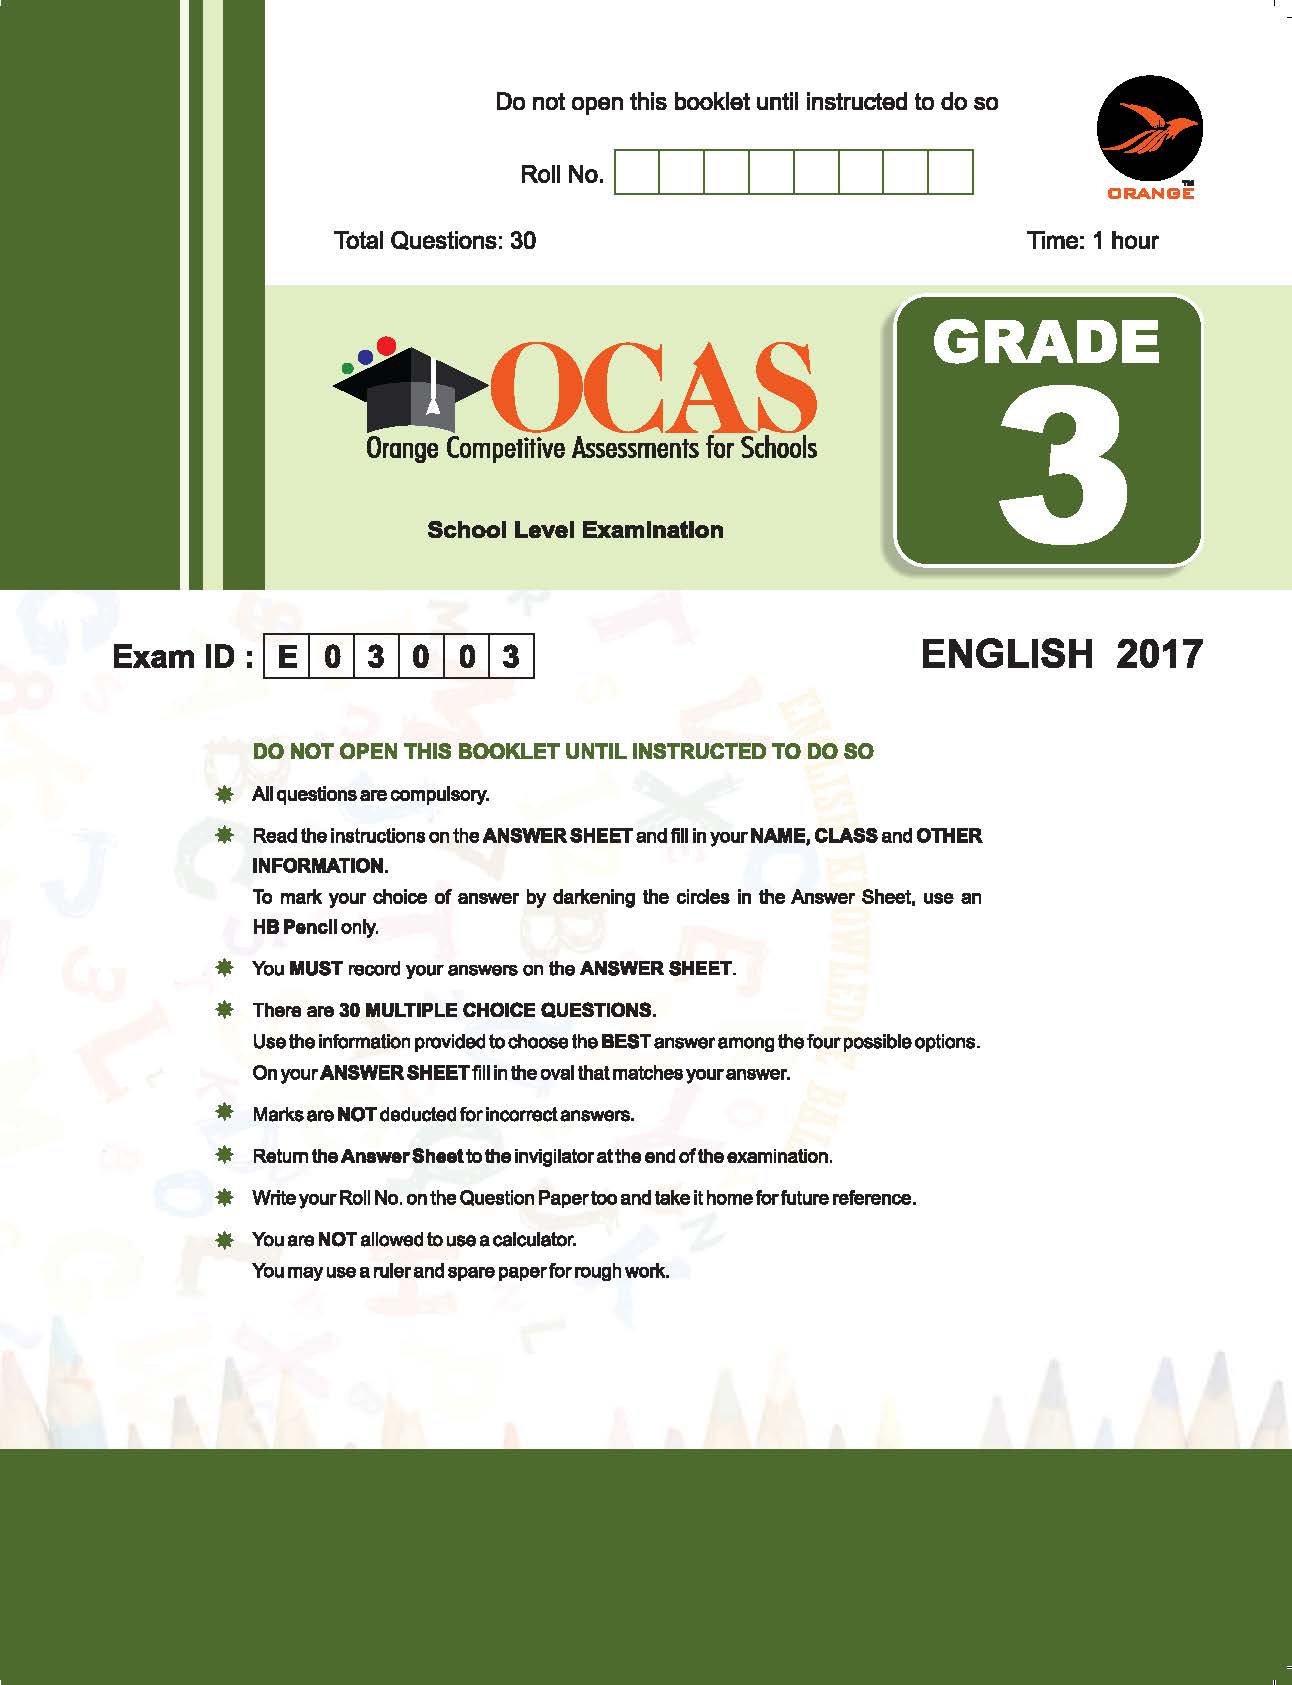 Do not open this booklet until instructed to do so
Roll No.
ORANGE™
Total Questions: 30
Time: 1 hour
OCAS
Orange Competitive Assessments for Schools
School Level Examination
GRADE
3
Exam ID : E 0 3 0 0 3
ENGLISH 2017
DO NOT OPEN THIS BOOKLET UNTIL INSTRUCTED TO DO SO
All questions are compulsory.
Read the instructions on the ANSWER SHEET and fill in your NAME, CLASS and OTHER
INFORMATION.
To mark your choice of answer by darkening the circles in the Answer Sheet, use an
HB Pencil only.
You MUST record your answers on the ANSWER SHEET.
There are 30 MULTIPLE CHOICE QUESTIONS.
Use the information provided to choose the BEST answer among the four possible options.
On your ANSWER SHEET fill in the oval that matches your answer.
Marks are NOT deducted for incorrect answers.
Return the Answer Sheet to the invigilator at the end of the examination.
Write your Roll No. on the Question Paper too and take it home for future reference.
You are NOT allowed to use a calculator.
You may use a ruler and spare paper for rough work.